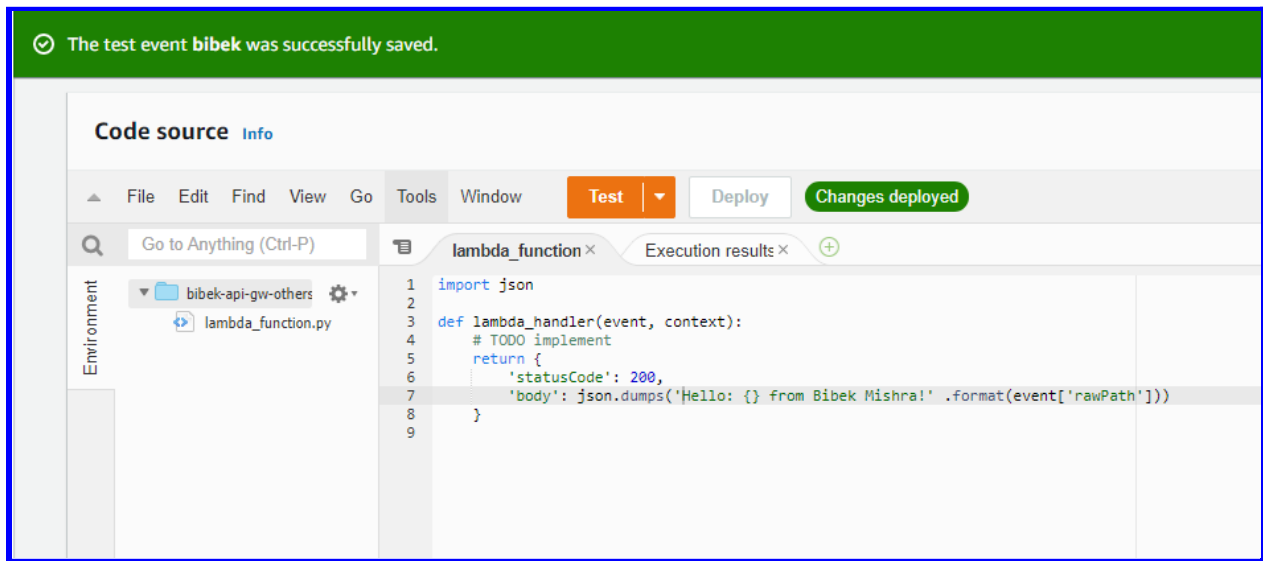 The test event bibek was successfully saved.
Code source Info
File Edit Find View Go Tools Window Test Deploy Changes deployed
Go to Anything (Ctrl-P) lambda_function × Execution results ×
Environment
bibek-api-gw-others
lambda_function.py
1 import json
2
3 def lambda_handler(event, context):
4     # TODO implement
5     return {
6         'statusCode': 200,
7         'body': json.dumps('Hello: {} from Bibek Mishra!' .format(event['rawPath']))
8     }
9